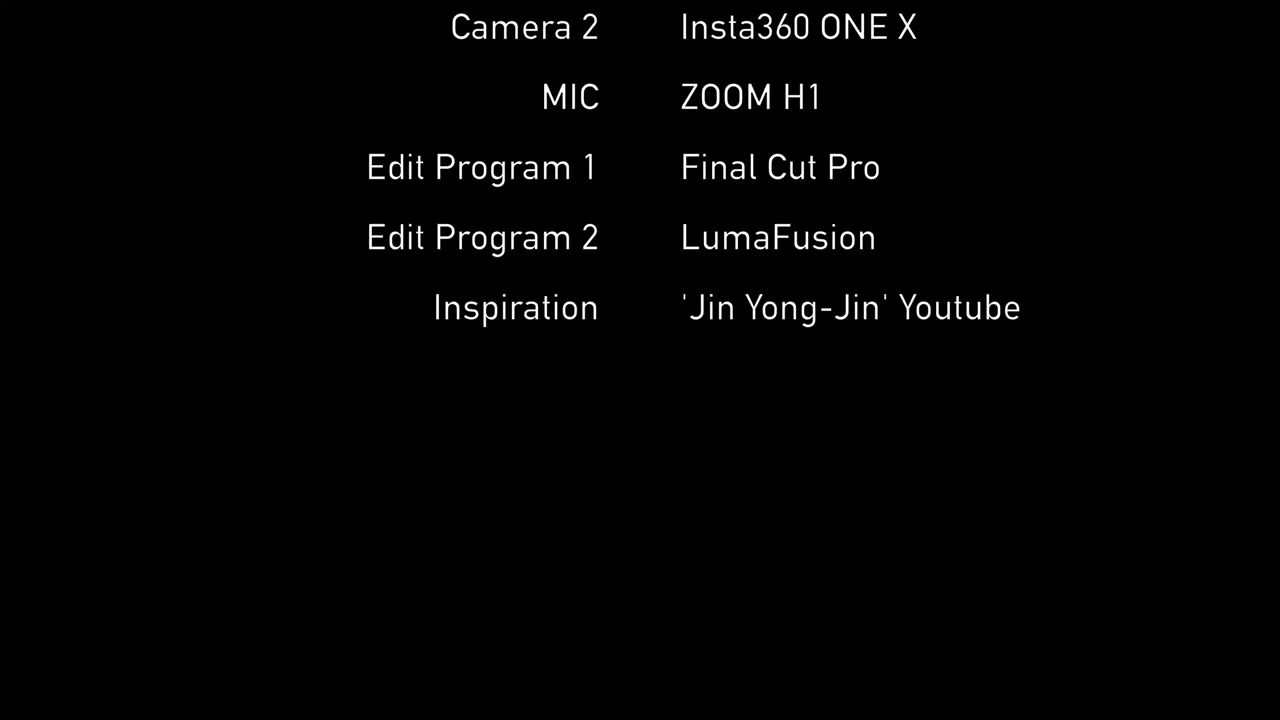 Camera 2 Insta360 ONE X
MIC ZOOM H1
Edit Program 1 Final Cut Pro
Edit Program 2 LumaFusion
Inspiration 'Jin Yong-Jin' Youtube